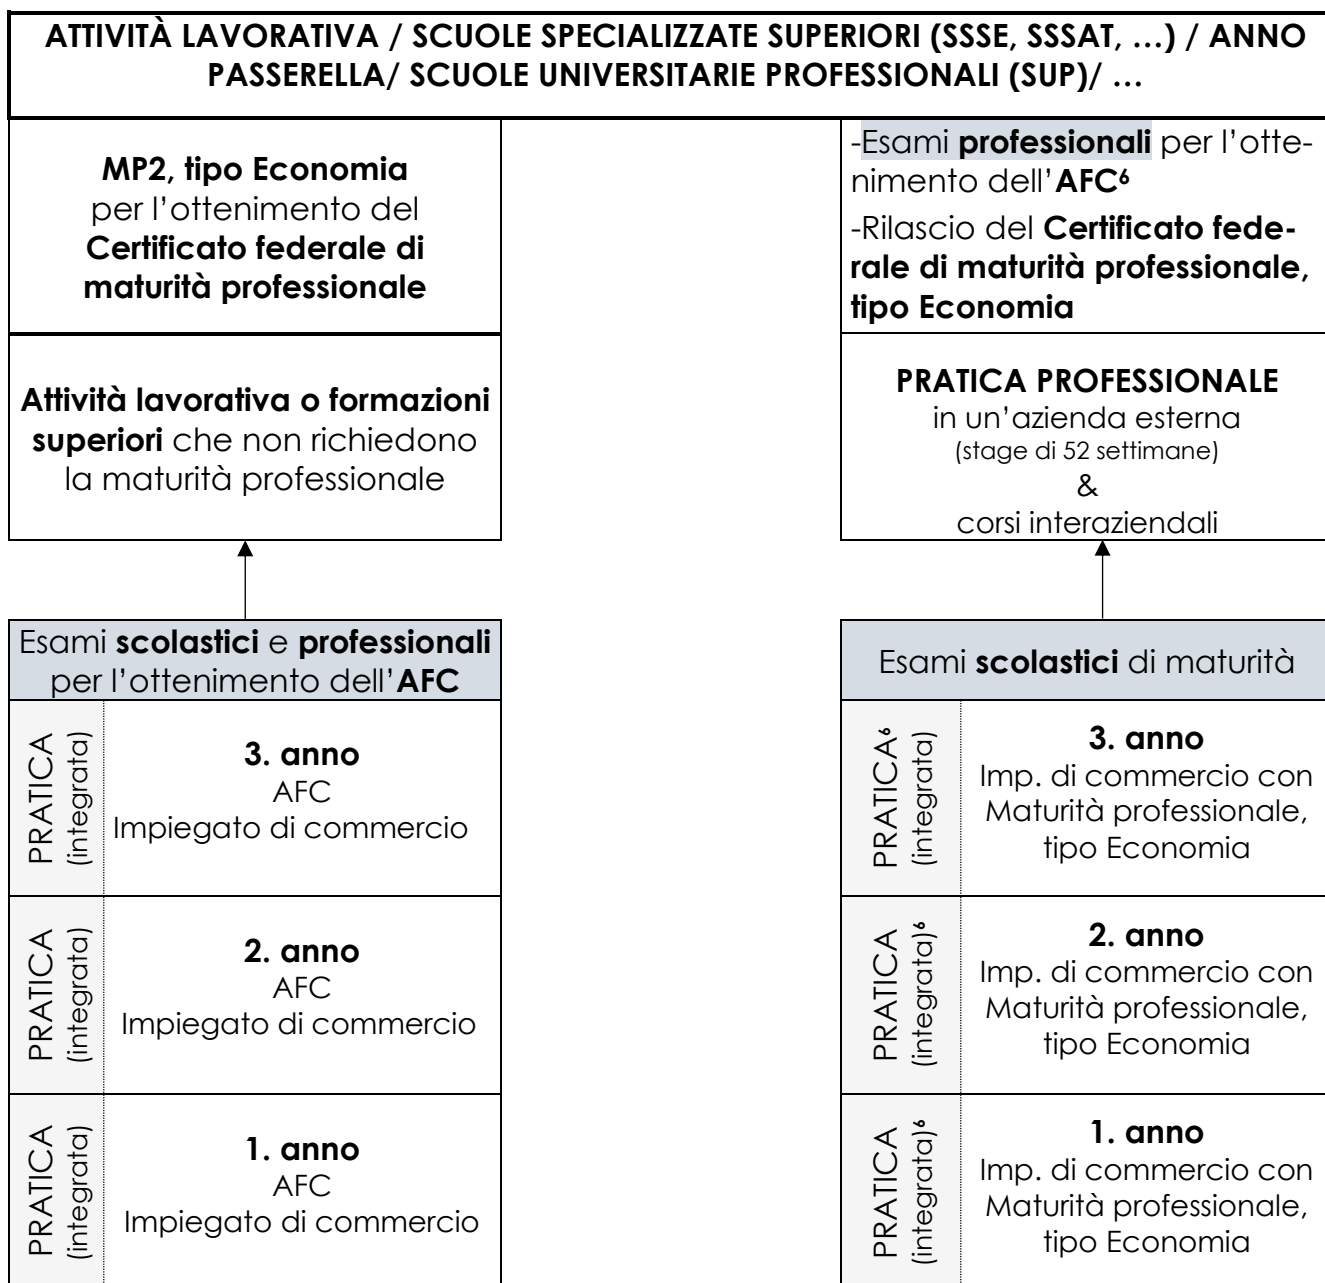 ATTIVITÀ LAVORATIVA / SCUOLE SPECIALIZZATE SUPERIORI (SSSE, SSSAT, …) / ANNO
PASSERELLA/ SCUOLE UNIVERSITARIE PROFESSIONALI (SUP)/ …
MP2, tipo Economia
per l’ottenimento del
Certificato federale di
maturità professionale
Attività lavorativa o formazioni
superiori che non richiedono
la maturità professionale
Esami scolastici e professionali
per l’ottenimento dell’AFC
PRATICA
(integrata)
3. anno
AFC
Impiegato di commercio
PRATICA
(integrata)
2. anno
AFC
Impiegato di commercio
PRATICA
(integrata)
1. anno
AFC
Impiegato di commercio
-Esami professionali per l’otte-
nimento dell’AFC⁶
-Rilascio del Certificato fede-
rale di maturità professionale,
tipo Economia
PRATICA PROFESSIONALE
in un’azienda esterna
(stage di 52 settimane)
&
corsi interaziendali
Esami scolastici di maturità
PRATICA⁶
(integrata)
3. anno
Imp. di commercio con
Maturità professionale,
tipo Economia
PRATICA
(integrata)⁶
2. anno
Imp. di commercio con
Maturità professionale,
tipo Economia
PRATICA
(integrata)⁶
1. anno
Imp. di commercio con
Maturità professionale,
tipo Economia